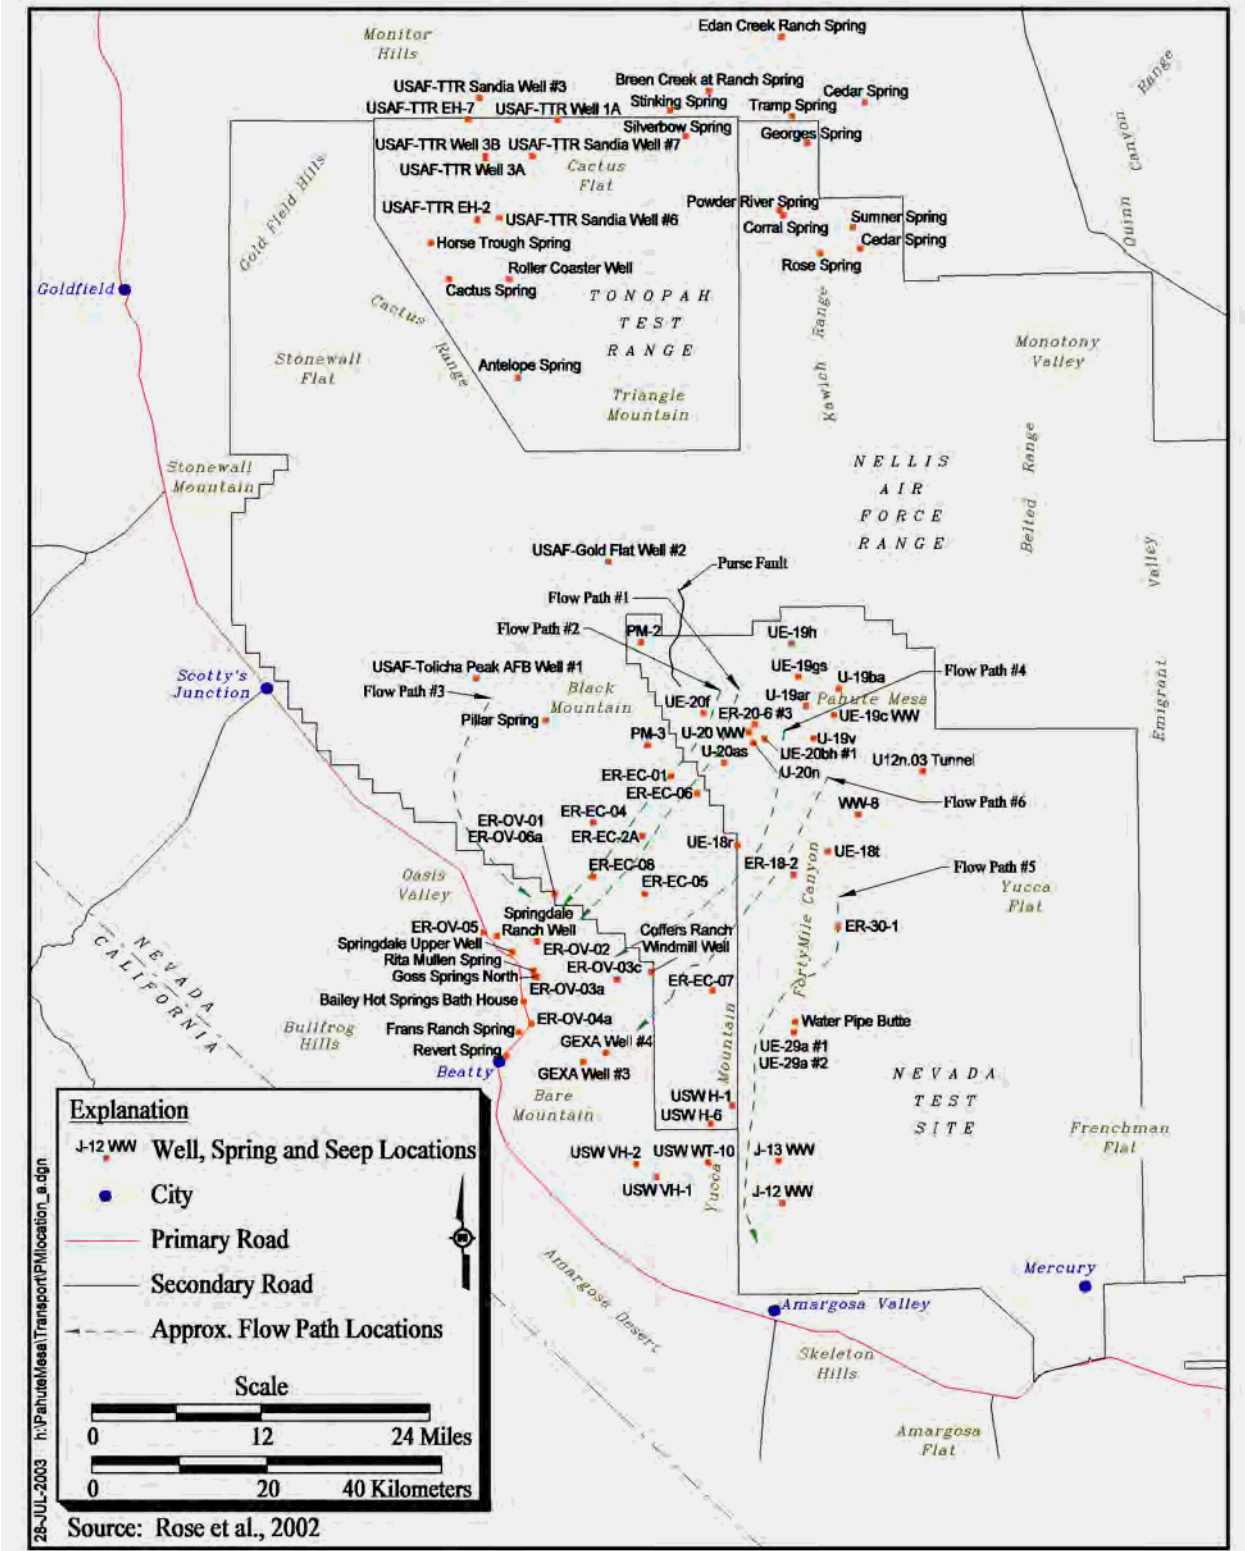 Edan Creek Ranch Spring
Monitor
Hills
Breen Creek at Ranch Spring
USAF-TTR Sandia Well #3
Cedar Spring
Stinking Spring
Tramp Spring
USAF-TTR EH-7
USAF-TTR Well 1A
Silverbow Spring
Georges Spring
USAF-TTR Well 3B
USAF-TTR Sandia Well #7
USAF-TTR Well 3A
Cactus
Flat
Quinn Canyon Range
Gold Field Hills
USAF-TTR EH-2
USAF-TTR Sandia Well #6
Powder River Spring
Corral Spring
Sumner Spring
Cedar Spring
Rose Spring
Horse Trough Spring
Roller Coaster Well
Cactus Spring
Goldfield
Cactus Range
TONOPAH
TEST
RANGE
Kawich Range
Stonewall
Flat
Antelope Spring
Triangle
Mountain
Monotony
Valley
Stonewall
Mountain
NELLIS
AIR
FORCE
RANGE
Belted Range
USAF-Gold Flat Well #2
Purse Fault
Flow Path #1
Flow Path #2
PM-2
UE-19h
Emigrant Valley
Scotty's
Junction
USAF-Tolicha Peak AFB Well #1
Flow Path #3
Black
Mountain
UE-19gs
U-19ba
Flow Path #4
U-19ar
Pahute Mesa
UE-20f
Pillar Spring
ER-20-6 #3
UE-19c WW
PM-3
U-20 WW
U-19v
U-20as
UE-20bh #1
U12n.03 Tunnel
U-20n
ER-EC-01
ER-EC-06
Flow Path #6
WW-8
ER-OV-01
ER-EC-04
ER-OV-06a
ER-EC-2A
UE-18r
UE-18t
ER-EC-08
ER-18-2
Flow Path #5
Oasis
Valley
ER-EC-05
Yucca
Flat
FortyMile Canyon
Springdale
Ranch Well
ER-OV-05
Coffers Ranch
Windmill Well
ER-30-1
Springdale Upper Well
ER-OV-02
Rita Mullen Spring
ER-OV-03c
Goss Springs North
ER-OV-03a
ER-EC-07
NEVADA
CALIFORNIA
Bailey Hot Springs Bath House
Bullfrog
Hills
Frans Ranch Spring
ER-OV-04a
Water Pipe Butte
Revert Spring
GEXA Well #4
UE-29a #1
UE-29a #2
Beatty
GEXA Well #3
Yucca Mountain
NEVADA
TEST
SITE
Bare
Mountain
USW H-1
USW H-6
Frenchman
Flat
USW VH-2
USW WT-10
J-13 WW
USW VH-1
J-12 WW
Amargosa Desert
Mercury
Amargosa Valley
Skeleton
Hills
Amargosa
Flat
Explanation
J-12 WW
Well, Spring and Seep Locations
City
Primary Road
Secondary Road
Approx. Flow Path Locations
N
Scale
0 12 24 Miles
0 20 40 Kilometers
Source: Rose et al., 2002
28-JUL-2003 h:\PahuteMesa\Transport\PMlocation_a.dgn